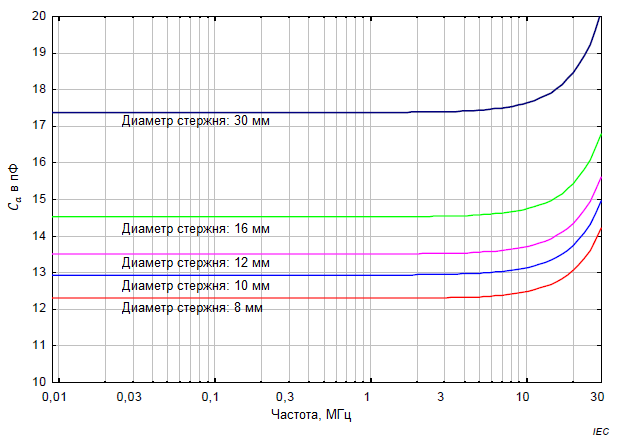 20
19
18
17
16
15
14
13
12
11
10
C𝑎 в пФ
Диаметр стержня: 30 мм
Диаметр стержня: 16 мм
Диаметр стержня: 12 мм
Диаметр стержня: 10 мм
Диаметр стержня: 8 мм
0,01 0,03 0,1 0,3 1 3 10 30
Частота, МГц
IEC